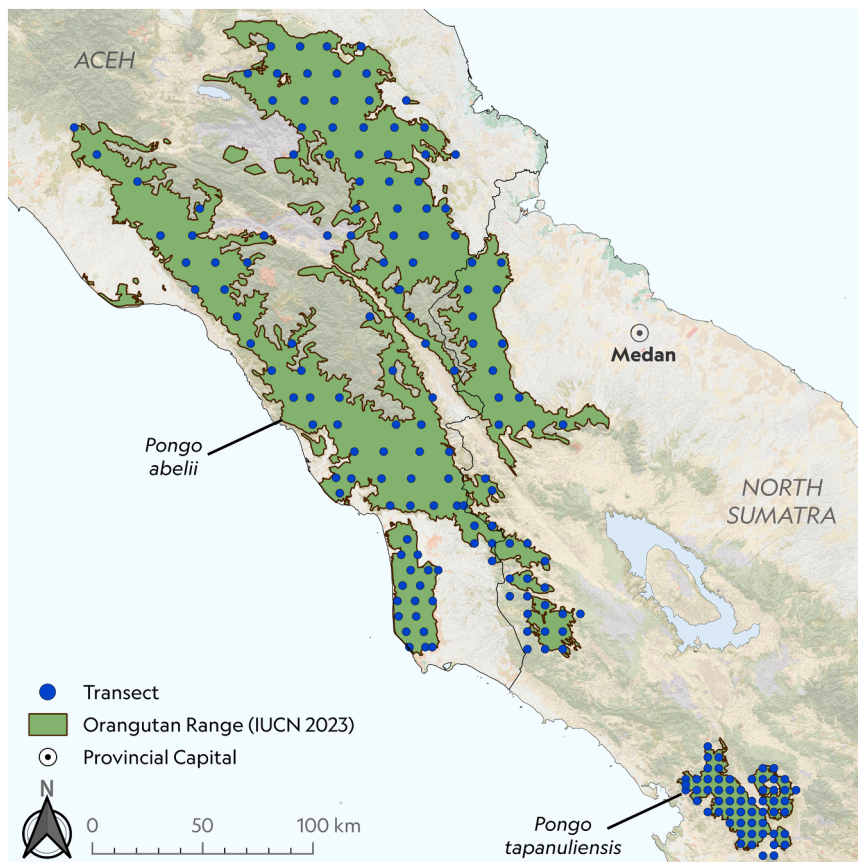 ACEH
Medan
Pongo
abelii
NORTH
SUMATRA
Transect
Orangutan Range (IUCN 2023)
Provincial Capital
N
0 50 100 km
Pongo
tapanuliensis